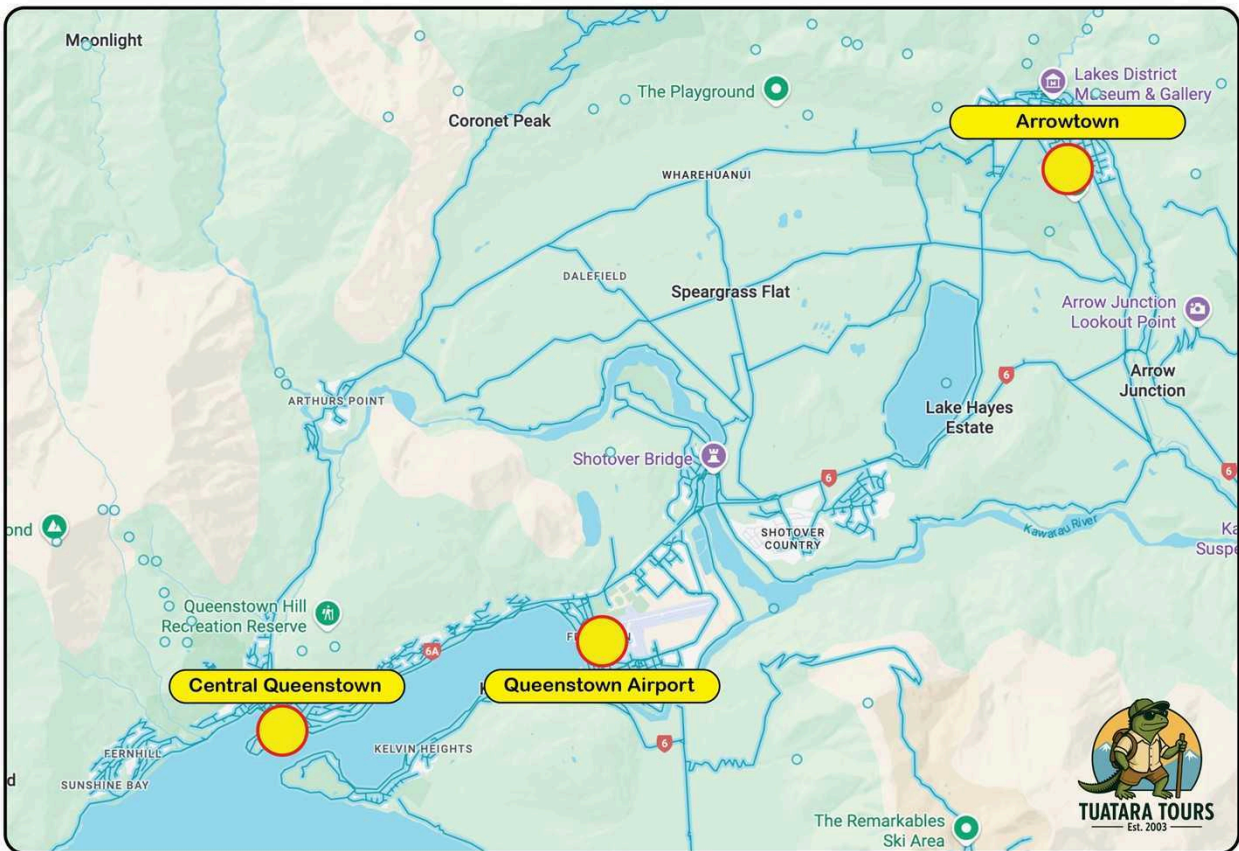 Moonlight
The Playground
Lakes District
Museum & Gallery
Coronet Peak
Arrowtown
WHAREHUANUI
DALEFIELD
Speargrass Flat
Arrow Junction
Lookout Point
6
Arrow
Junction
ARTHURS POINT
Lake Hayes
Estate
Shotover Bridge
6
6
SHOTOVER
COUNTRY
Kawarau River
Queenstown Hill
Recreation Reserve
6A
Central Queenstown
Queenstown Airport
FERNHILL
KELVIN HEIGHTS
6
SUNSHINE BAY
The Remarkables
Ski Area
TUATARA TOURS
Est. 2003